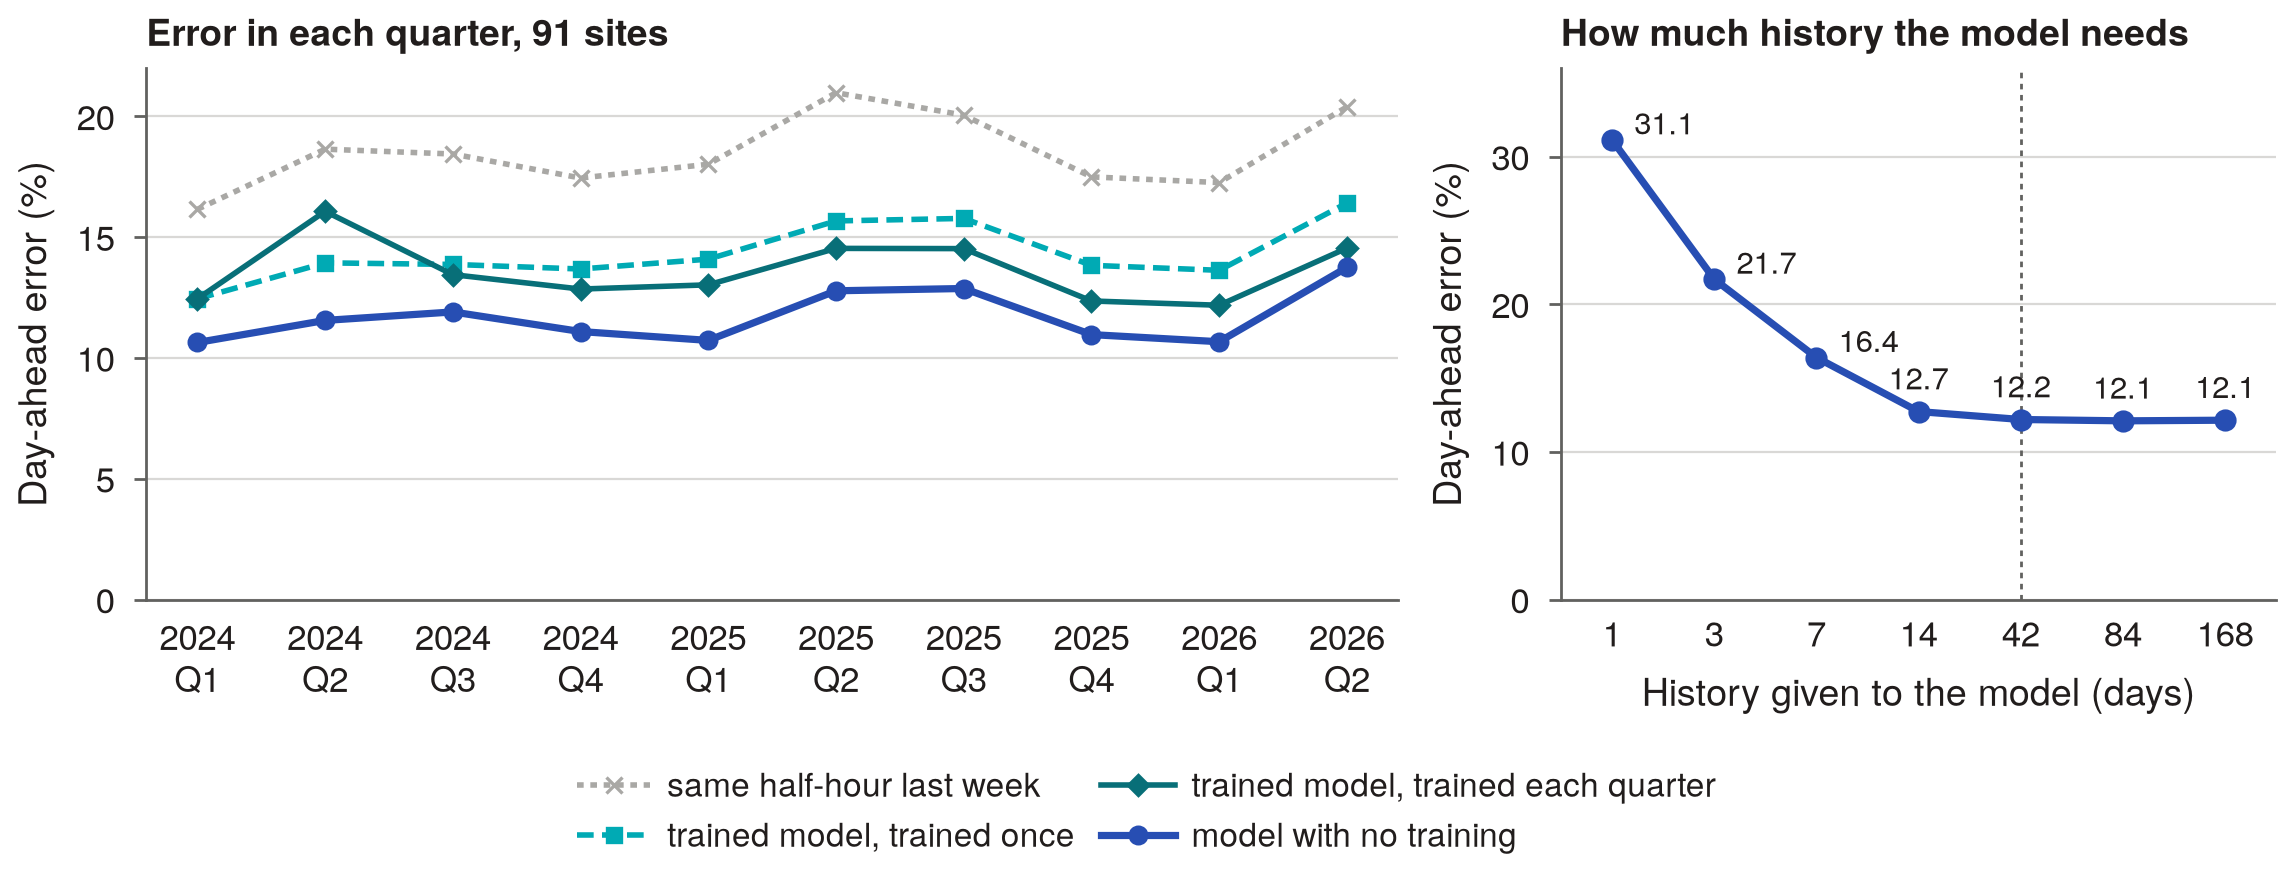 Error in each quarter, 91 sites
Day-ahead error (%)
20
15
10
5
0
2024 Q1
2024 Q2
2024 Q3
2024 Q4
2025 Q1
2025 Q2
2025 Q3
2025 Q4
2026 Q1
2026 Q2
How much history the model needs
Day-ahead error (%)
30
20
10
0
31.1
21.7
16.4
12.7
12.2
12.1
12.1
1
3
7
14
42
84
168
History given to the model (days)
same half-hour last week
trained model, trained once
trained model, trained each quarter
model with no training